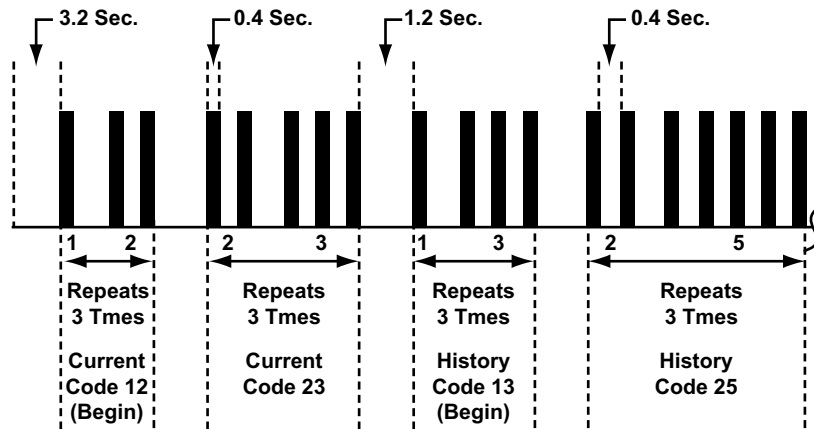 3.2 Sec. 0.4 Sec. 1.2 Sec. 0.4 Sec.
1 2 2 3 1 3 2 5
Repeats
3 Tmes
Current
Code 12
(Begin)
Repeats
3 Tmes
Current
Code 23
Repeats
3 Tmes
History
Code 13
(Begin)
Repeats
3 Tmes
History
Code 25